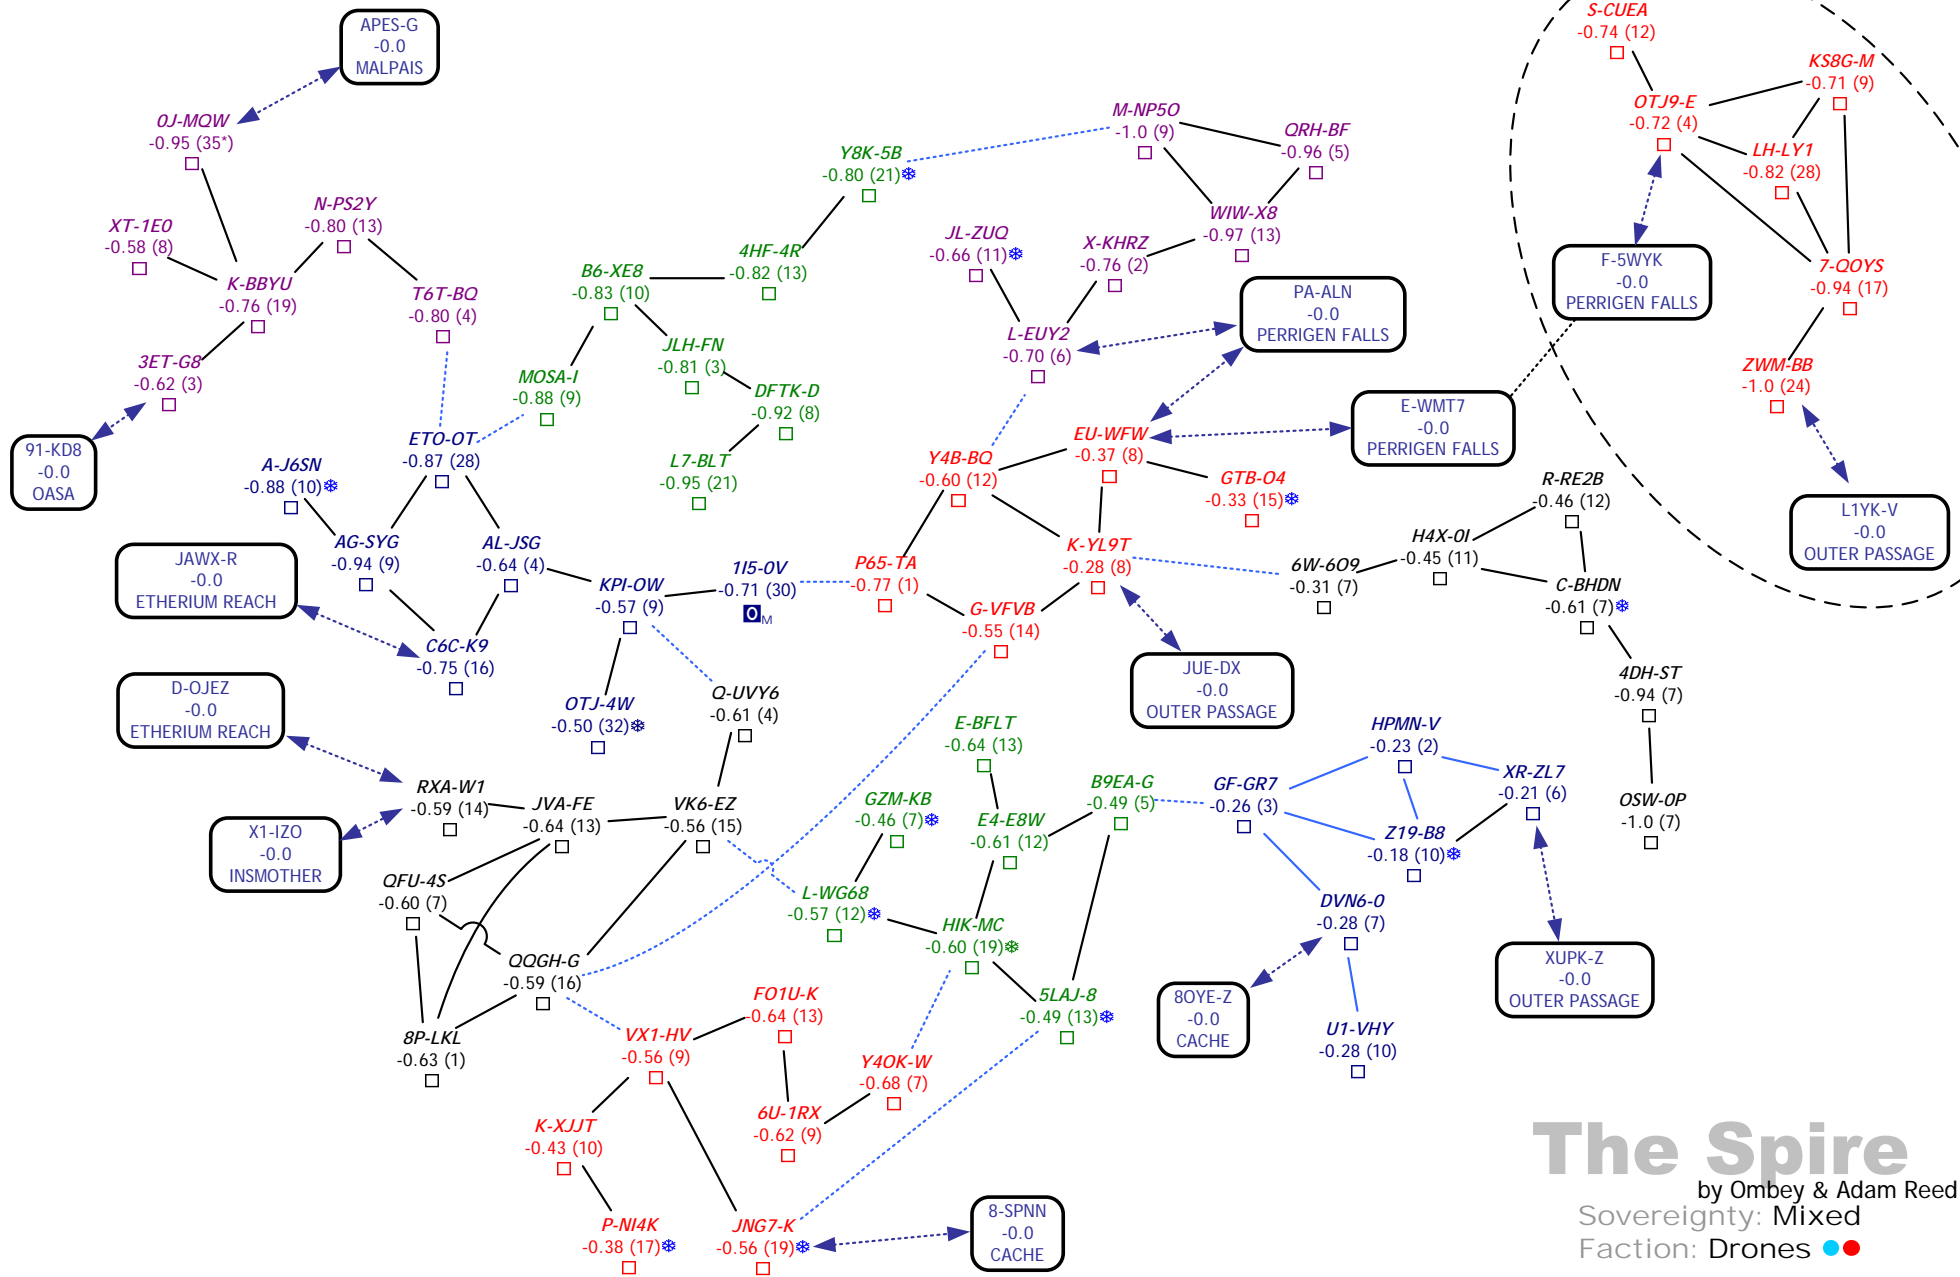 APES-G
-0.0
MALPAIS
S-CUEA
-0.74 (12)
KS8G-M
-0.71 (9)
OTJ9-E
-0.72 (4)
LH-LY1
-0.82 (28)
0J-MQW
-0.95 (35*)
M-NP5O
-1.0 (9)
QRH-BF
-0.96 (5)
Y8K-5B
-0.80 (21)
N-PS2Y
-0.80 (13)
XT-1E0
-0.58 (8)
WIW-X8
-0.97 (13)
JL-ZUQ
-0.66 (11)
X-KHRZ
-0.76 (2)
4HF-4R
-0.82 (13)
B6-XE8
-0.83 (10)
F-5WYK
-0.0
PERRIGEN FALLS
7-QOYS
-0.94 (17)
K-BBYU
-0.76 (19)
T6T-BQ
-0.80 (4)
PA-ALN
-0.0
PERRIGEN FALLS
L-EUY2
-0.70 (6)
JLH-FN
-0.81 (3)
3ET-G8
-0.62 (3)
MOSA-I
-0.88 (9)
DFTK-D
-0.92 (8)
ZWM-BB
-1.0 (24)
E-WMT7
-0.0
PERRIGEN FALLS
91-KD8
-0.0
OASA
ETO-OT
-0.87 (28)
EU-WFW
-0.37 (8)
A-J6SN
-0.88 (10)
L7-BLT
-0.95 (21)
Y4B-BQ
-0.60 (12)
GTB-O4
-0.33 (15)
R-RE2B
-0.46 (12)
L1YK-V
-0.0
OUTER PASSAGE
JAWX-R
-0.0
ETHERIUM REACH
AG-SYG
-0.94 (9)
AL-JSG
-0.64 (4)
KPI-OW
-0.57 (9)
1I5-0V
-0.71 (30)
O M
P65-TA
-0.77 (1)
K-YL9T
-0.28 (8)
6W-6O9
-0.31 (7)
H4X-0I
-0.45 (11)
C-BHDN
-0.61 (7)
G-VFVB
-0.55 (14)
C6C-K9
-0.75 (16)
JUE-DX
-0.0
OUTER PASSAGE
4DH-ST
-0.94 (7)
D-OJEZ
-0.0
ETHERIUM REACH
OTJ-4W
-0.50 (32)
Q-UVY6
-0.61 (4)
E-BFLT
-0.64 (13)
HPMN-V
-0.23 (2)
RXA-W1
-0.59 (14)
JVA-FE
-0.64 (13)
VK6-EZ
-0.56 (15)
GZM-KB
-0.46 (7)
E4-E8W
-0.61 (12)
B9EA-G
-0.49 (5)
GF-GR7
-0.26 (3)
XR-ZL7
-0.21 (6)
OSW-0P
-1.0 (7)
X1-IZO
-0.0
INSMOTHER
Z19-B8
-0.18 (10)
QFU-4S
-0.60 (7)
L-WG68
-0.57 (12)
HIK-MC
-0.60 (19)
DVN6-0
-0.28 (7)
XUPK-Z
-0.0
OUTER PASSAGE
QQGH-G
-0.59 (16)
FO1U-K
-0.64 (13)
5LAJ-8
-0.49 (13)
8OYE-Z
-0.0
CACHE
8P-LKL
-0.63 (1)
VX1-HV
-0.56 (9)
Y4OK-W
-0.68 (7)
U1-VHY
-0.28 (10)
K-XJJT
-0.43 (10)
6U-1RX
-0.62 (9)
P-NI4K
-0.38 (17)
JNG7-K
-0.56 (19)
8-SPNN
-0.0
CACHE
The Spire
by Ombey & Adam Reed
Sovereignty: Mixed
Faction: Drones